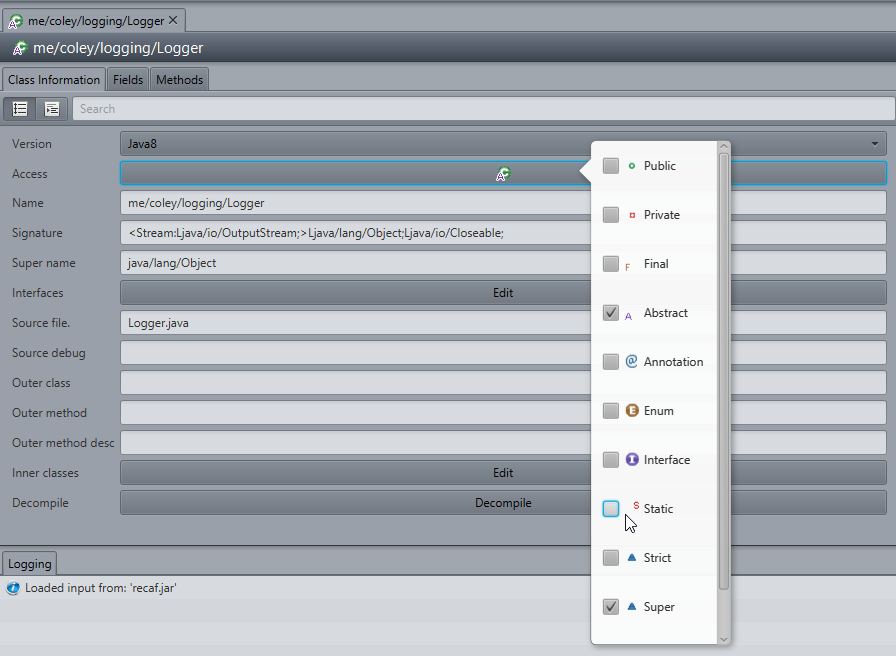 me/coley/logging/Logger
me/coley/logging/Logger
Class Information Fields Methods
Search
Version Java8
Access
Name me/coley/logging/Logger
Signature <Stream:Ljava/io/OutputStream;>Ljava/lang/Object;Ljava/io/Closeable;
Super name java/lang/Object
Interfaces Edit
Source file. Logger.java
Source debug
Outer class
Outer method
Outer method desc
Inner classes Edit
Decompile Decompile
Public
Private
F Final
A Abstract
@ Annotation
E Enum
I Interface
S Static
Strict
Super
Logging
Loaded input from: 'recaf.jar'